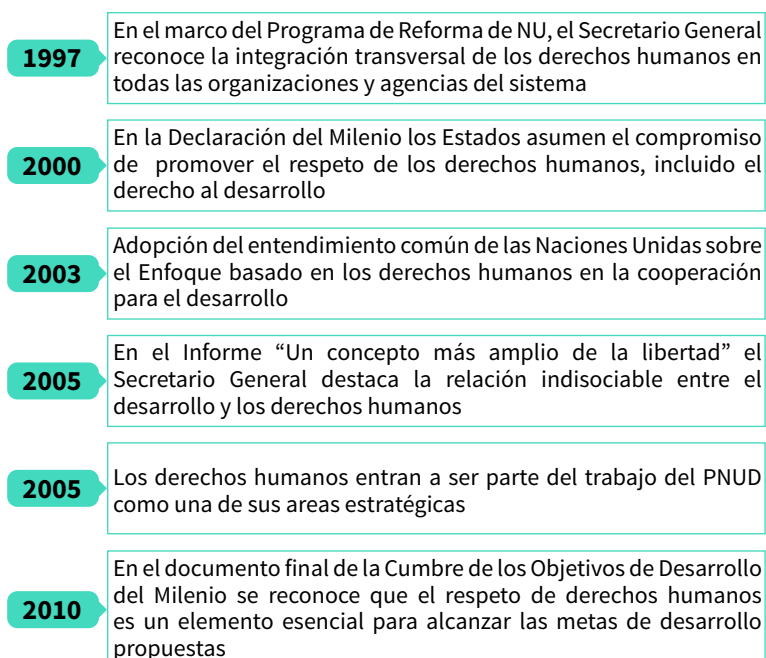 En el marco del Programa de Reforma de NU, el Secretario General
1997 reconoce la integración transversal de los derechos humanos en
todas las organizaciones y agencias del sistema
En la Declaración del Milenio los Estados asumen el compromiso
2000 de promover el respeto de los derechos humanos, incluido el
derecho al desarrollo
Adopción del entendimiento común de las Naciones Unidas sobre
2003 el Enfoque basado en los derechos humanos en la cooperación
para el desarrollo
En el Informe “Un concepto más amplio de la libertad” el
2005 Secretario General destaca la relación indisociable entre el
desarrollo y los derechos humanos
2005
Los derechos humanos entran a ser parte del trabajo del PNUD
como una de sus areas estratégicas
En el documento final de la Cumbre de los Objetivos de Desarrollo
del Milenio se reconoce que el respeto de derechos humanos
2010 es un elemento esencial para alcanzar las metas de desarrollo
propuestas